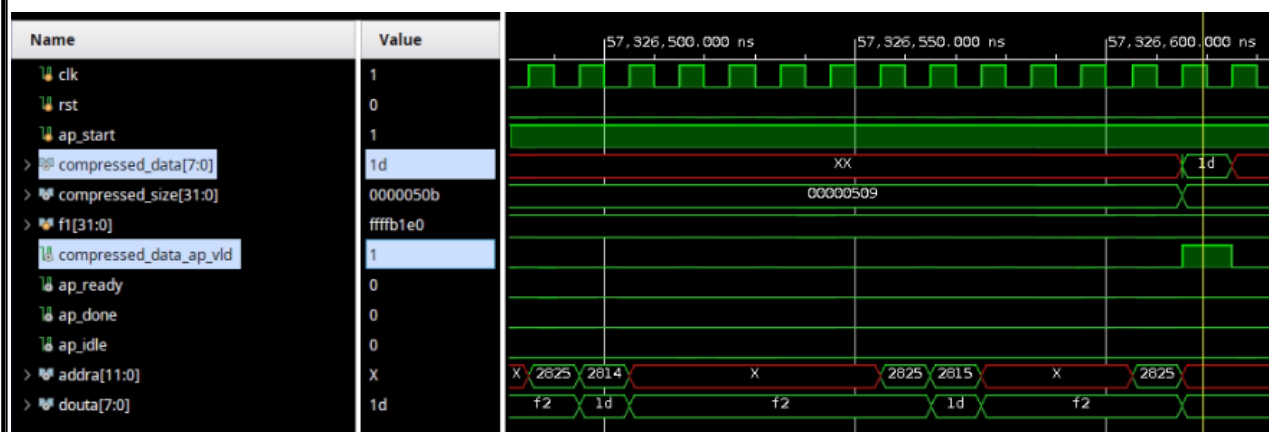 Name Value
57,326,500.000 ns 57,326,550.000 ns 57,326,600.000 ns
clk 1
rst 0
ap_start 1
compressed_data[7:0] 1d XX 1d
compressed_size[31:0] 0000050b 00000509
f1[31:0] ffffb1e0
compressed_data_ap_vld 1
ap_ready 0
ap_done 0
ap_idle 0
addra[11:0] X X 2825 2814 X 2825 2815 X 2825
douta[7:0] 1d f2 1d f2 1d f2